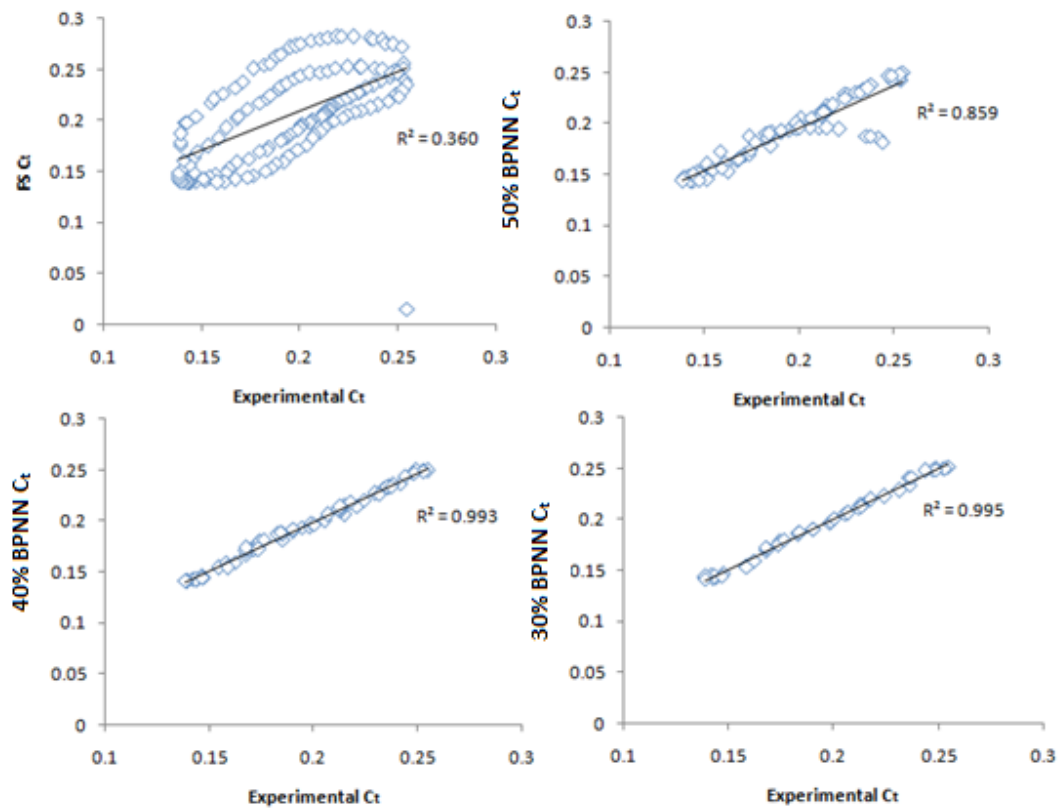 0.3
0.25
0.2
0.15
0.1
0.05
0
FS Ct
R² = 0.360
0.1 0.15 0.2 0.25 0.3
Experimental Ct
0.3
0.25
0.2
0.15
0.1
0.05
0
50% BPNN Ct
R² = 0.859
0.1 0.15 0.2 0.25 0.3
Experimental Ct
0.3
0.25
0.2
0.15
0.1
0.05
0
40% BPNN Ct
R² = 0.993
0.1 0.15 0.2 0.25 0.3
Experimental Ct
0.3
0.25
0.2
0.15
0.1
0.05
0
30% BPNN Ct
R² = 0.995
0.1 0.15 0.2 0.25 0.3
Experimental Ct